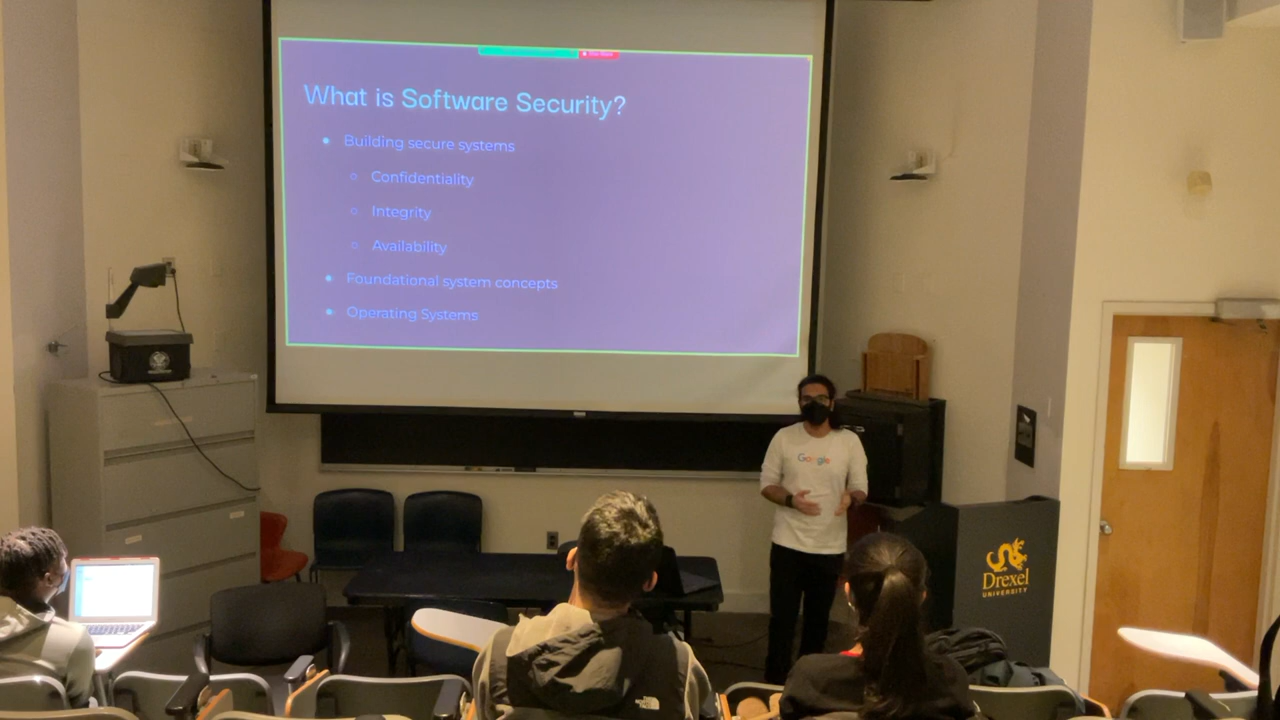 What is Software Security?
Building secure systems
Confidentiality
Integrity
Availability
Foundational system concepts
Operating Systems
Google
Drexel
UNIVERSITY
THE
NORTH
FACE